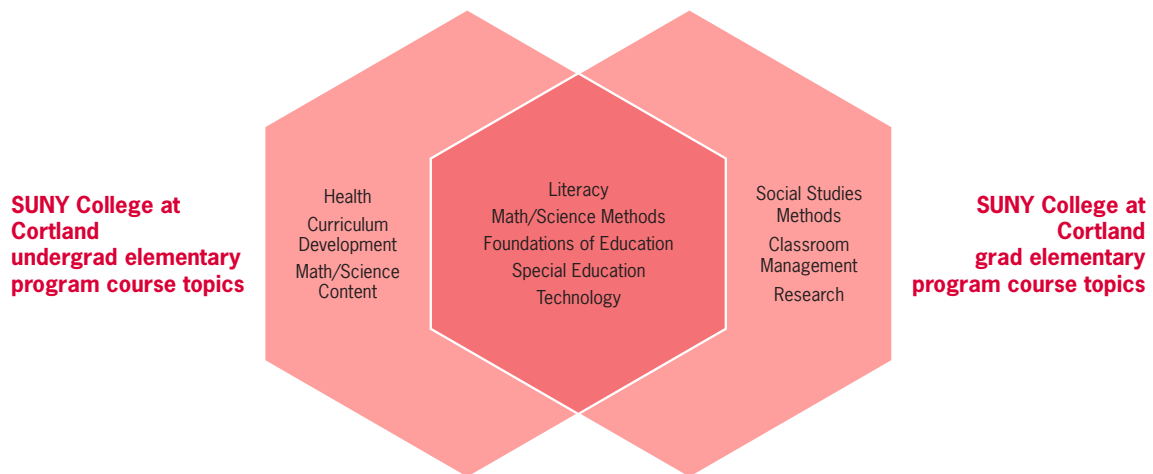 SUNY College at
Cortland
undergrad elementary
program course topics
Health
Curriculum
Development
Math/Science
Content
Literacy
Math/Science Methods
Foundations of Education
Special Education
Technology
Social Studies
Methods
Classroom
Management
Research
SUNY College at
Cortland
grad elementary
program course topics